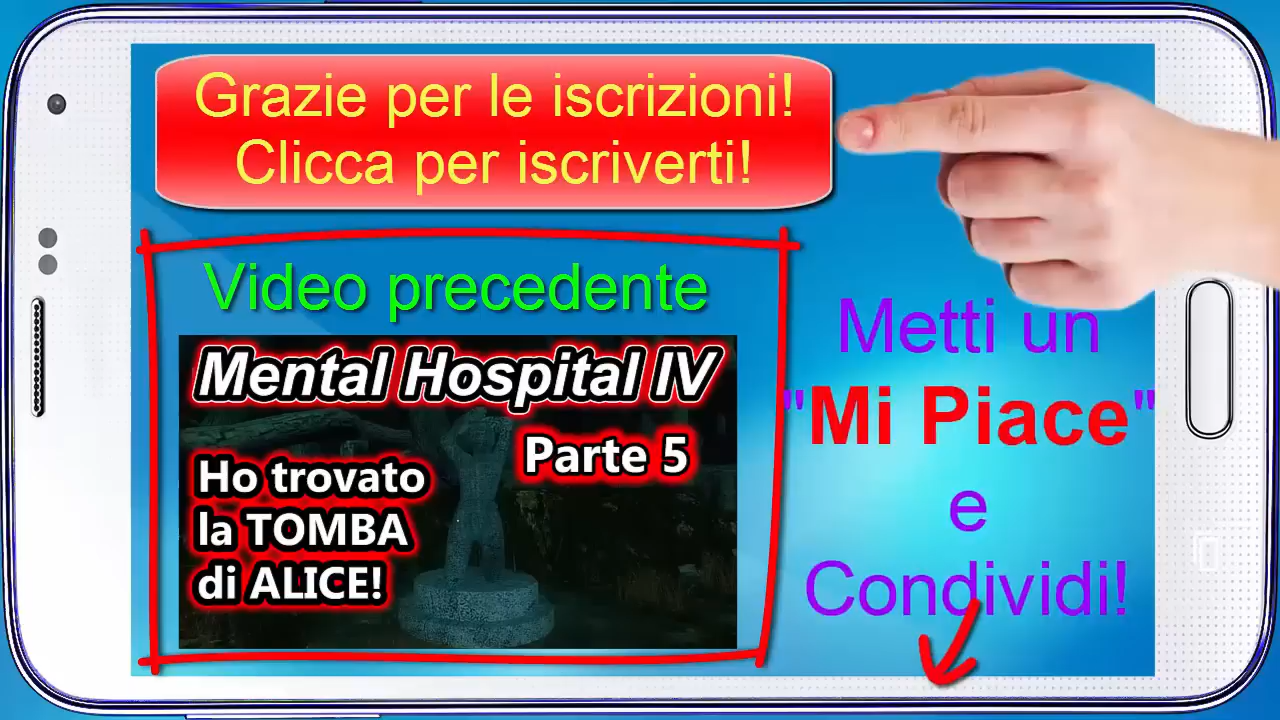 Grazie per le iscrizioni!
Clicca per iscriverti!
Video precedente
Mental Hospital IV
Parte 5
Ho trovato
la TOMBA
di ALICE!
Metti un
"Mi Piace"
e
Condividi!